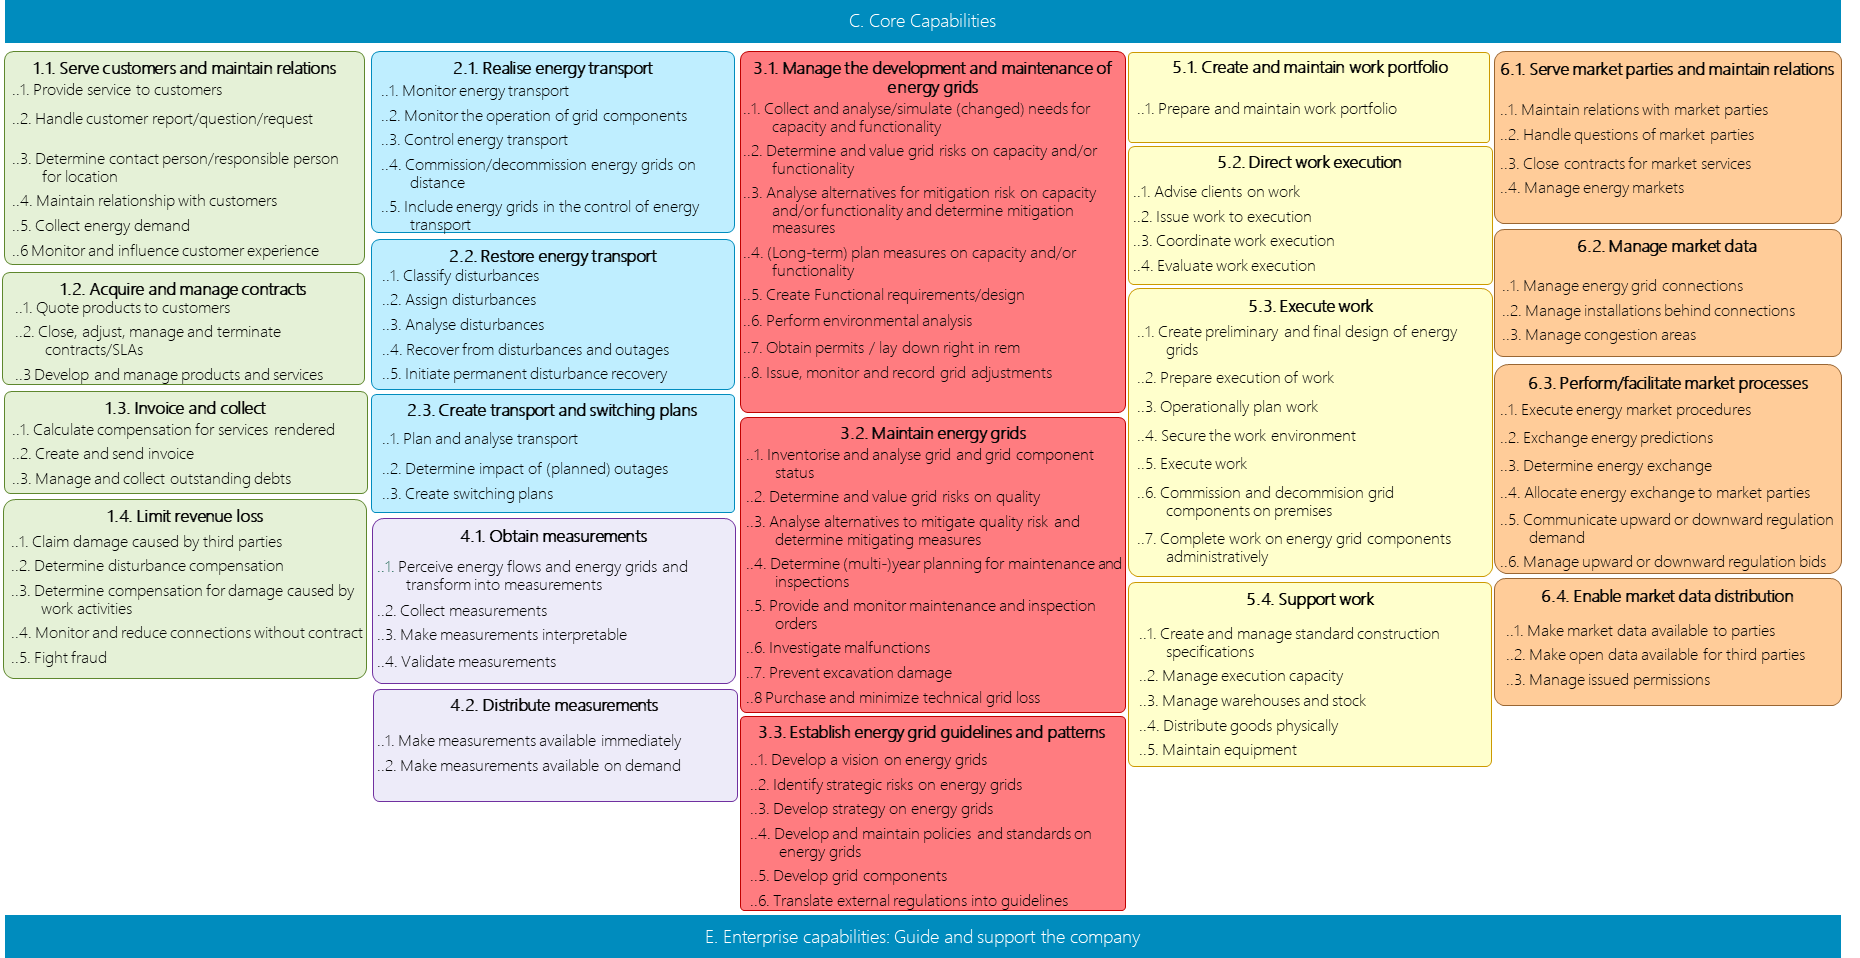 C. Core Capabilities
1.1. Serve customers and maintain relations
..1. Provide service to customers
..2. Handle customer report/question/request
..3. Determine contact person/responsible person
for location
..4. Maintain relationship with customers
..5. Collect energy demand
..6 Monitor and influence customer experience
1.2. Acquire and manage contracts
..1. Quote products to customers
..2. Close, adjust, manage and terminate
contracts/SLAs
..3 Develop and manage products and services
1.3. Invoice and collect
..1. Calculate compensation for services rendered
..2. Create and send invoice
..3. Manage and collect outstanding debts
1.4. Limit revenue loss
..1. Claim damage caused by third parties
..2. Determine disturbance compensation
..3. Determine compensation for damage caused by
work activities
..4. Monitor and reduce connections without contract
..5. Fight fraud
2.1. Realise energy transport
..1. Monitor energy transport
..2. Monitor the operation of grid components
..3. Control energy transport
..4. Commission/decommission energy grids on
distance
..5. Include energy grids in the control of energy
transport
2.2. Restore energy transport
..1. Classify disturbances
..2. Assign disturbances
..3. Analyse disturbances
..4. Recover from disturbances and outages
..5. Initiate permanent disturbance recovery
2.3. Create transport and switching plans
..1. Plan and analyse transport
..2. Determine impact of (planned) outages
..3. Create switching plans
4.1. Obtain measurements
..1. Perceive energy flows and energy grids and
transform into measurements
..2. Collect measurements
..3. Make measurements interpretable
..4. Validate measurements
4.2. Distribute measurements
..1. Make measurements available immediately
..2. Make measurements available on demand
3.1. Manage the development and maintenance of
energy grids
..1. Collect and analyse/simulate (changed) needs for
capacity and functionality
..2. Determine and value grid risks on capacity and/or
functionality
..3. Analyse alternatives for mitigation risk on capacity
and/or functionality and determine mitigation
measures
..4. (Long-term) plan measures on capacity and/or
functionality
..5. Create Functional requirements/design
..6. Perform environmental analysis
..7. Obtain permits / lay down right in rem
..8. Issue, monitor and record grid adjustments
3.2. Maintain energy grids
..1. Inventorise and analyse grid and grid component
status
..2. Determine and value grid risks on quality
..3. Analyse alternatives to mitigate quality risk and
determine mitigating measures
..4. Determine (multi-)year planning for maintenance and
inspections
..5. Provide and monitor maintenance and inspection
orders
..6. Investigate malfunctions
..7. Prevent excavation damage
..8 Purchase and minimize technical grid loss
3.3. Establish energy grid guidelines and patterns
..1. Develop a vision on energy grids
..2. Identify strategic risks on energy grids
..3. Develop strategy on energy grids
..4. Develop and maintain policies and standards on
energy grids
..5. Develop grid components
..6. Translate external regulations into guidelines
5.1. Create and maintain work portfolio
..1. Prepare and maintain work portfolio
5.2. Direct work execution
..1. Advise clients on work
..2. Issue work to execution
..3. Coordinate work execution
..4. Evaluate work execution
5.3. Execute work
..1. Create preliminary and final design of energy
grids
..2. Prepare execution of work
..3. Operationally plan work
..4. Secure the work environment
..5. Execute work
..6. Commission and decommision grid
components on premises
..7. Complete work on energy grid components
administratively
5.4. Support work
..1. Create and manage standard construction
specifications
..2. Manage execution capacity
..3. Manage warehouses and stock
..4. Distribute goods physically
..5. Maintain equipment
6.1. Serve market parties and maintain relations
..1. Maintain relations with market parties
..2. Handle questions of market parties
..3. Close contracts for market services
..4. Manage energy markets
6.2. Manage market data
..1. Manage energy grid connections
..2. Manage installations behind connections
..3. Manage congestion areas
6.3. Perform/facilitate market processes
..1. Execute energy market procedures
..2. Exchange energy predictions
..3. Determine energy exchange
..4. Allocate energy exchange to market parties
..5. Communicate upward or downward regulation
demand
..6. Manage upward or downward regulation bids
6.4. Enable market data distribution
..1. Make market data available to parties
..2. Make open data available for third parties
..3. Manage issued permissions
E. Enterprise capabilities: Guide and support the company